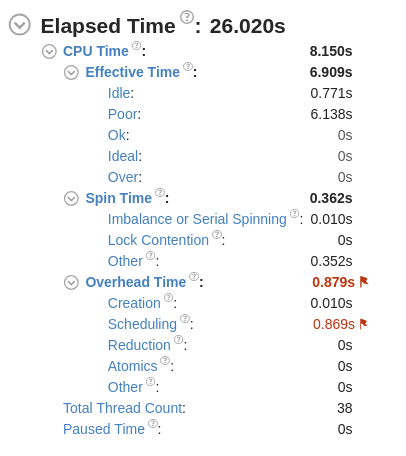 Elapsed Time ?: 26.020s
CPU Time ?: 8.150s
Effective Time ?: 6.909s
Idle: 0.771s
Poor: 6.138s
Ok: 0s
Ideal: 0s
Over: 0s
Spin Time ?: 0.362s
Imbalance or Serial Spinning ?: 0.010s
Lock Contention ?: 0s
Other ?: 0.352s
Overhead Time ?: 0.879s
Creation ?: 0.010s
Scheduling ?: 0.869s
Reduction ?: 0s
Atomics ?: 0s
Other ?: 0s
Total Thread Count: 38
Paused Time ?: 0s